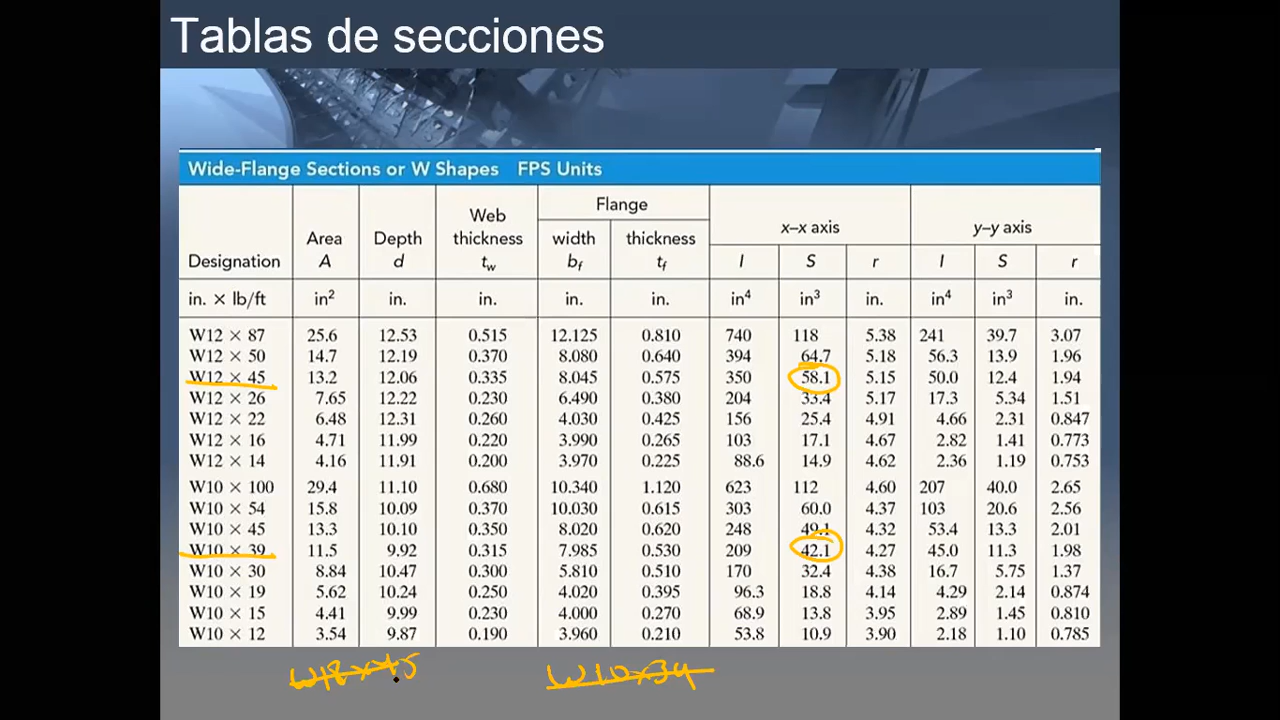 Tablas de secciones
Wide-Flange Sections or W Shapes FPS Units
Flange
Web
x–x axis y–y axis
Area Depth thickness width thickness
Designation A d tw bf tf I S r I S r
in. × lb/ft in² in. in. in. in. in⁴ in³ in. in⁴ in³ in.
W12 × 87 25.6 12.53 0.515 12.125 0.810 740 118 5.38 241 39.7 3.07
W12 × 50 14.7 12.19 0.370 8.080 0.640 394 64.7 5.18 56.3 13.9 1.96
W12 × 45 13.2 12.06 0.335 8.045 0.575 350 58.1 5.15 50.0 12.4 1.94
W12 × 26 7.65 12.22 0.230 6.490 0.380 204 33.4 5.17 17.3 5.34 1.51
W12 × 22 6.48 12.31 0.260 4.030 0.425 156 25.4 4.91 4.66 2.31 0.847
W12 × 16 4.71 11.99 0.220 3.990 0.265 103 17.1 4.67 2.82 1.41 0.773
W12 × 14 4.16 11.91 0.200 3.970 0.225 88.6 14.9 4.62 2.36 1.19 0.753
W10 × 100 29.4 11.10 0.680 10.340 1.120 623 112 4.60 207 40.0 2.65
W10 × 54 15.8 10.09 0.370 10.030 0.615 303 60.0 4.37 103 20.6 2.56
W10 × 45 13.3 10.10 0.350 8.020 0.620 248 49.1 4.32 53.4 13.3 2.01
W10 × 39 11.5 9.92 0.315 7.985 0.530 209 42.1 4.27 45.0 11.3 1.98
W10 × 30 8.84 10.47 0.300 5.810 0.510 170 32.4 4.38 16.7 5.75 1.37
W10 × 19 5.62 10.24 0.250 4.020 0.395 96.3 18.8 4.14 4.29 2.14 0.874
W10 × 15 4.41 9.99 0.230 4.000 0.270 68.9 13.8 3.95 2.89 1.45 0.810
W10 × 12 3.54 9.87 0.190 3.960 0.210 53.8 10.9 3.90 2.18 1.10 0.785